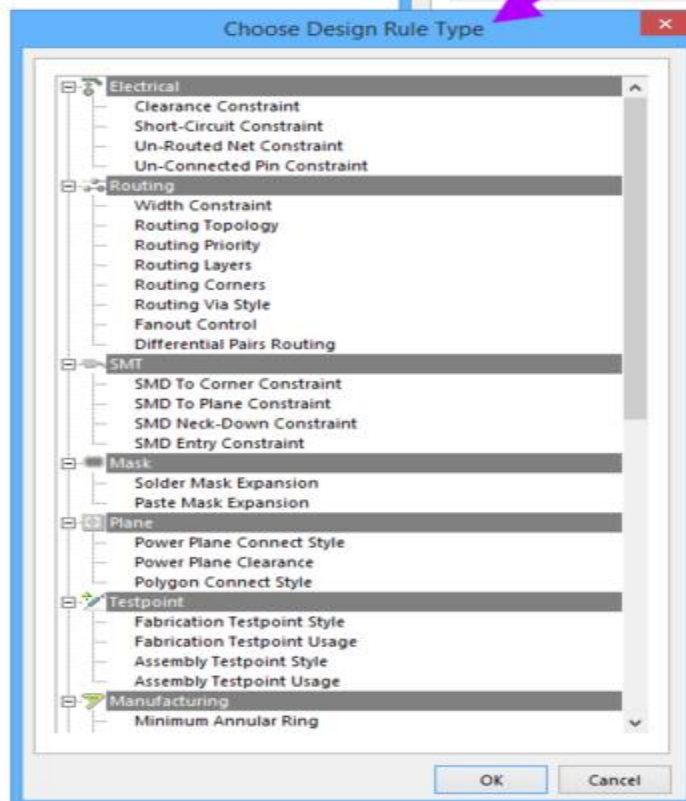 Choose Design Rule Type
Electrical
Clearance Constraint
Short-Circuit Constraint
Un-Routed Net Constraint
Un-Connected Pin Constraint
Routing
Width Constraint
Routing Topology
Routing Priority
Routing Layers
Routing Corners
Routing Via Style
Fanout Control
Differential Pairs Routing
SMT
SMD To Corner Constraint
SMD To Plane Constraint
SMD Neck-Down Constraint
SMD Entry Constraint
Mask
Solder Mask Expansion
Paste Mask Expansion
Plane
Power Plane Connect Style
Power Plane Clearance
Polygon Connect Style
Testpoint
Fabrication Testpoint Style
Fabrication Testpoint Usage
Assembly Testpoint Style
Assembly Testpoint Usage
Manufacturing
Minimum Annular Ring
OK Cancel